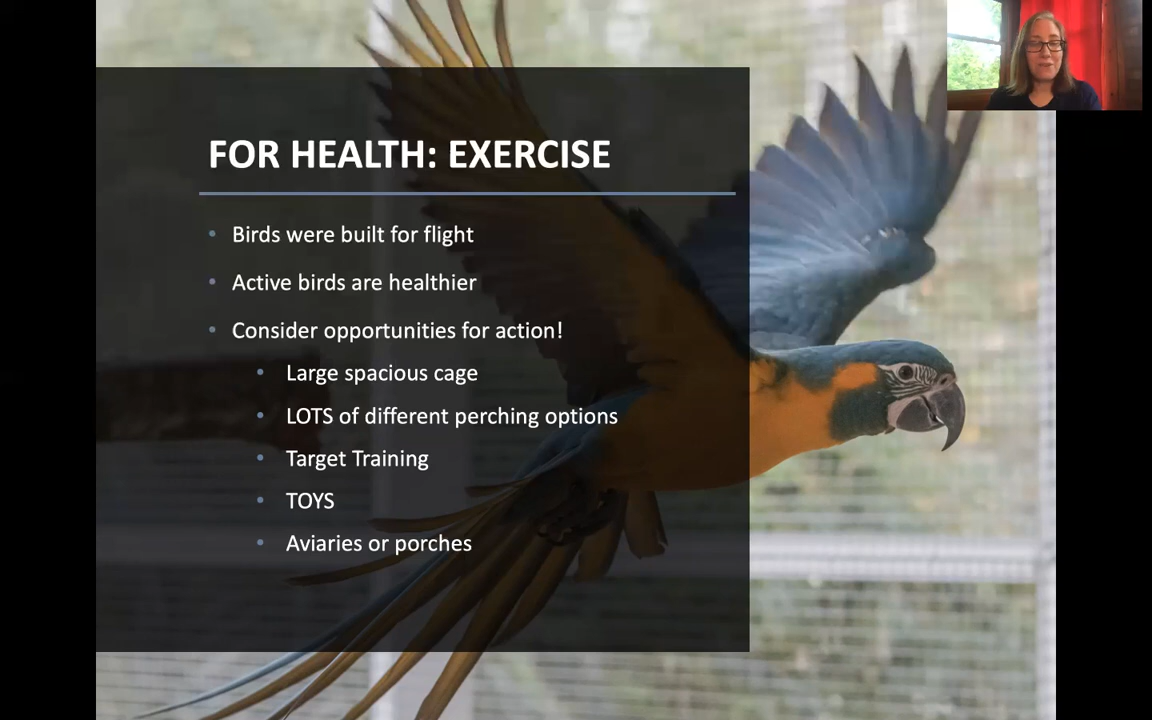 FOR HEALTH: EXERCISE
• Birds were built for flight
• Active birds are healthier
• Consider opportunities for action!
• Large spacious cage
• LOTS of different perching options
• Target Training
• TOYS
• Aviaries or porches